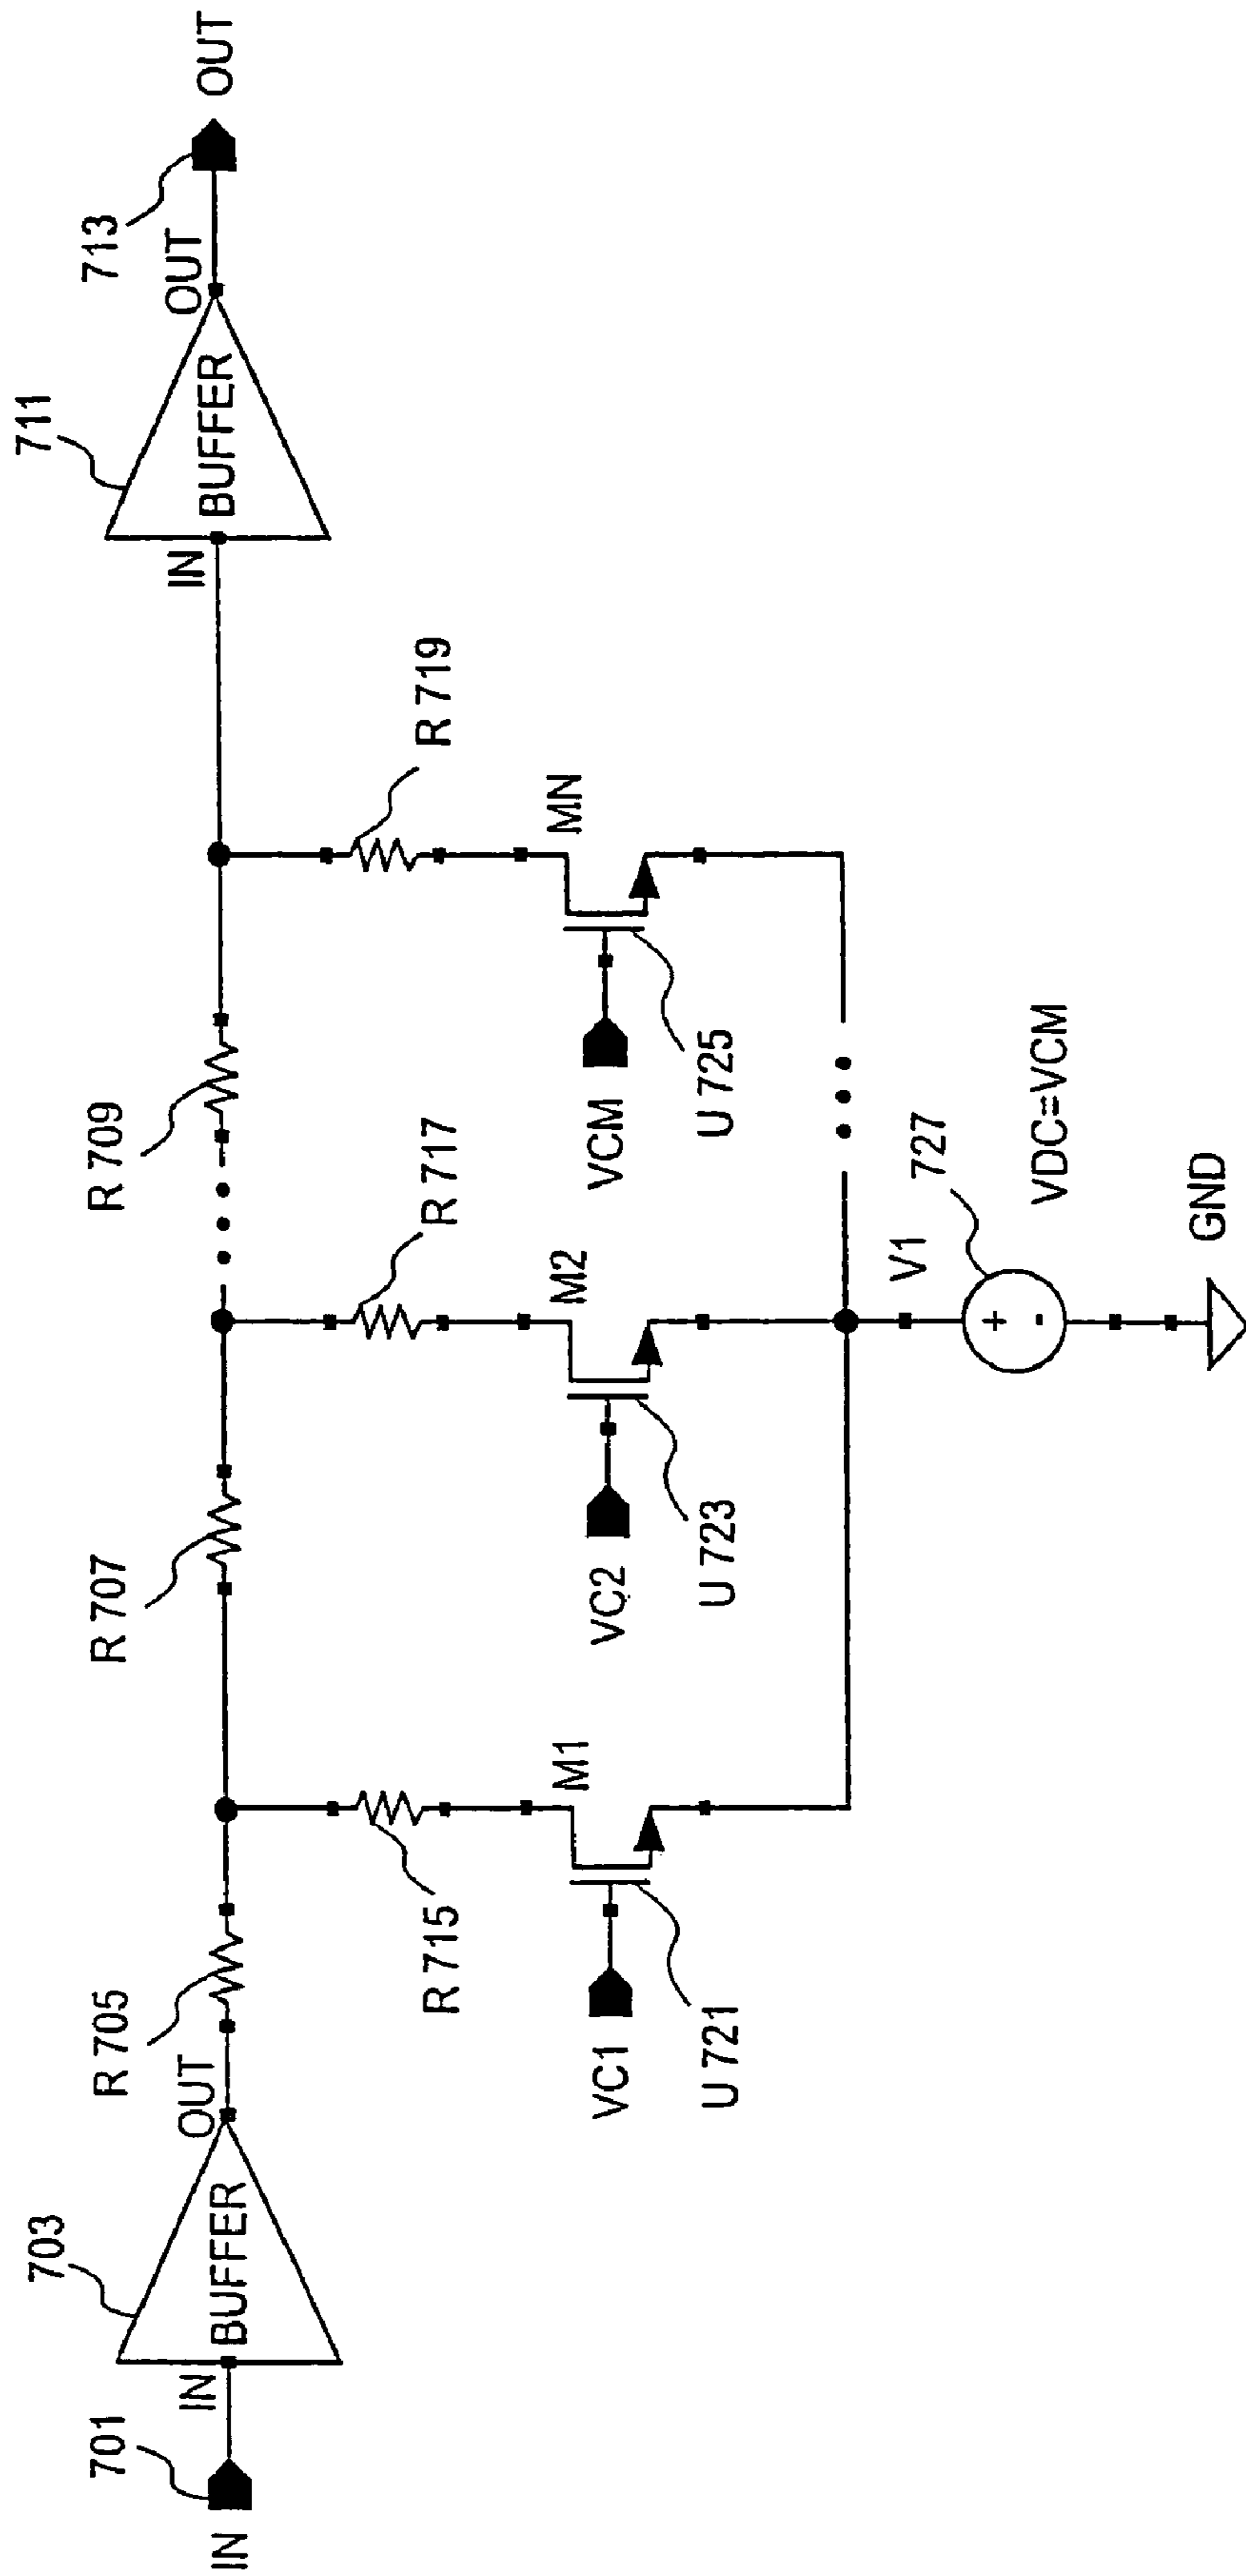 701
IN
IN
703
BUFFER
OUT
R 705
R 707
R 709
IN
711
BUFFER
OUT
713
OUT
R 715
R 717
R 719
M1
M2
MN
VC1
VC2
VCM
U 721
U 723
U 725
V1
727
+
-
VDC=VCM
GND